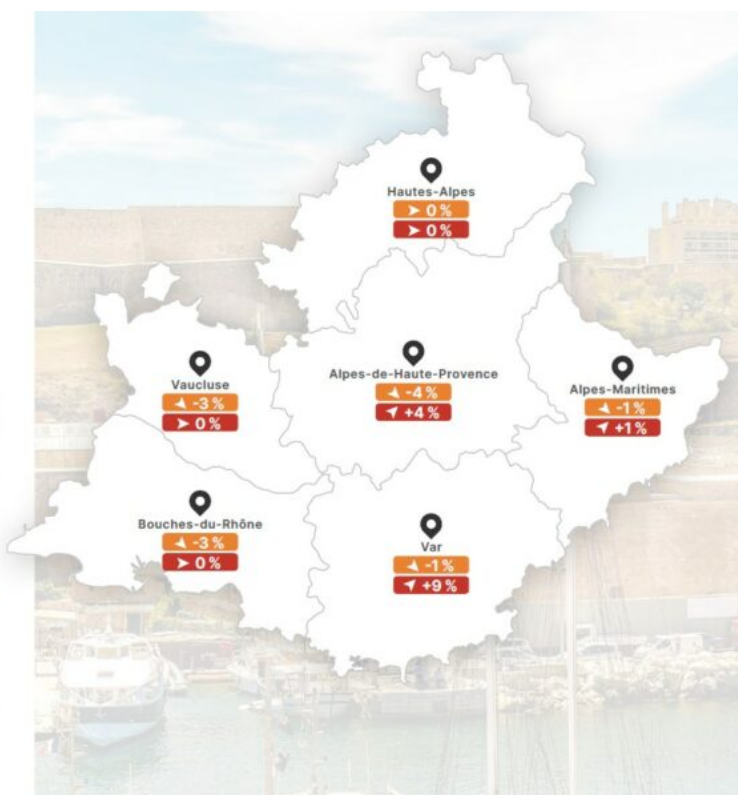 Hautes-Alpes
0 %
0 %
Alpes-de-Haute-Provence
-4 %
+4 %
Vaucluse
-3 %
0 %
Alpes-Maritimes
-1 %
+1 %
Bouches-du-Rhône
-3 %
0 %
Var
-1 %
+9 %